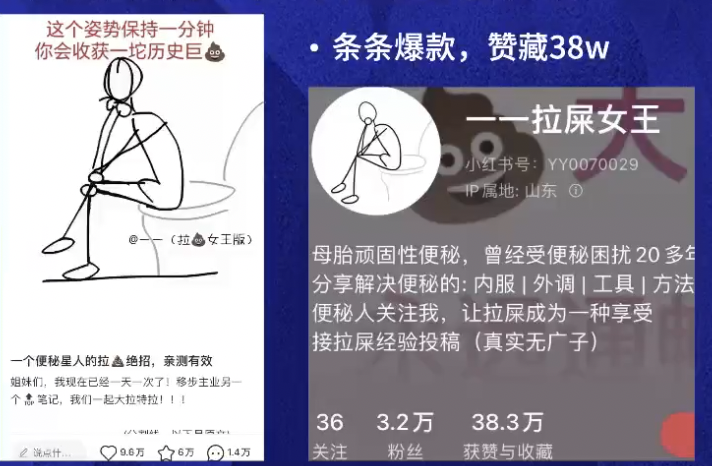 这个姿势保持一分钟
你会收获一坨历史巨💩
@一一（拉💩女王版）
一个便秘星人的拉💩绝招，亲测有效
姐妹们，我现在已经一天一次了！移步主业另一
个🔝笔记，我们一起大拉特拉！！！
说点什...
9.6万
6万
1.4万
• 条条爆款，赞藏38w
一一拉屎女王
小红书号：YY0070029
IP属地: 山东
大
母胎顽固性便秘，曾经受便秘困扰20多年
分享解决便秘的: 内服 | 外调 | 工具 | 方法
便秘人关注我，让拉屎成为一种享受
接拉屎经验投稿（真实无广子）
36 3.2万 38.3万
关注 粉丝 获赞与收藏